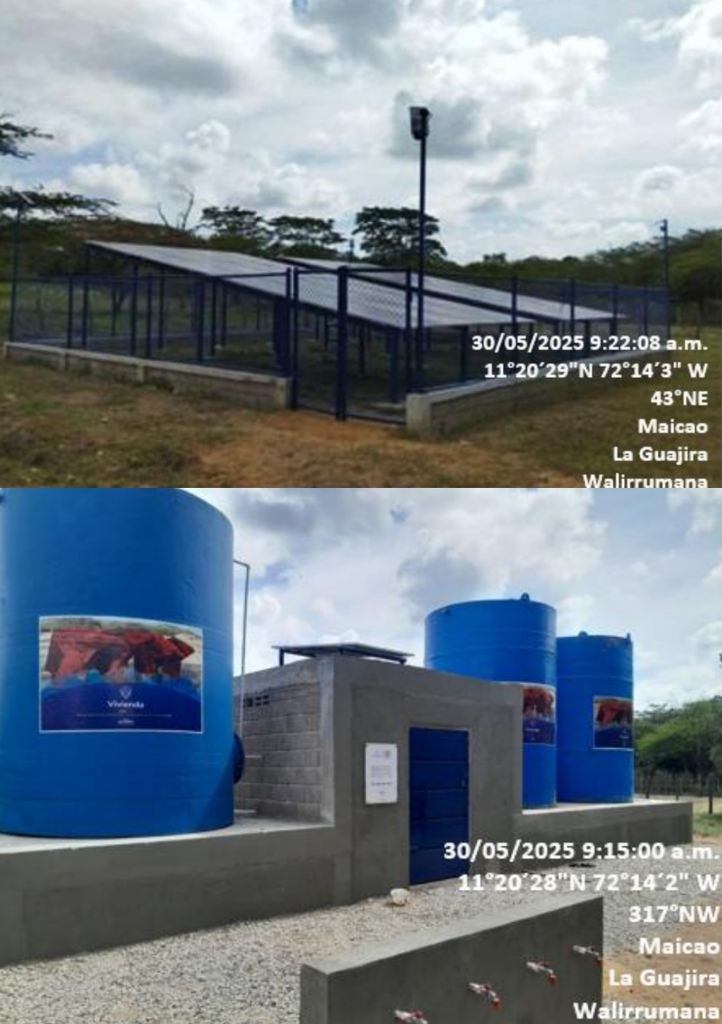 30/05/2025 9:22:08 a.m.
11°20´29"N 72°14´3" W
43°NE
Maicao
La Guajira
Walirrumana
Vivienda
30/05/2025 9:15:00 a.m.
11°20´28"N 72°14´2" W
317°NW
Maicao
La Guajira
Walirrumana